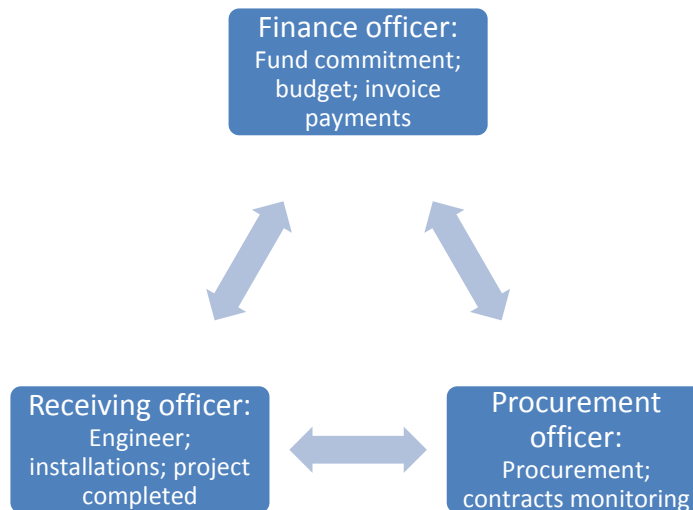 Finance officer:
Fund commitment;
budget; invoice
payments
Receiving officer:
Engineer;
installations; project
completed
Procurement
officer:
Procurement;
contracts monitoring